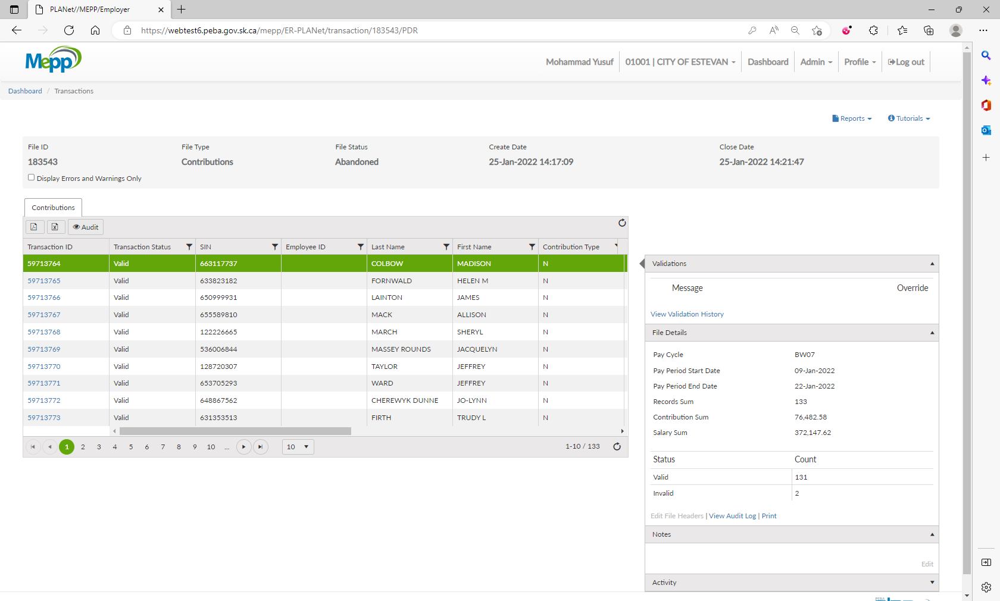 PLANet//MEPP/Employer
https://webtest6.peba.gov.sk.ca/mepp/ER-PLANet/transaction/183543/PDR
Mepp
Mohammad Yusuf
01001 | CITY OF ESTEVAN
Dashboard
Admin
Profile
Log out
Dashboard / Transactions
Reports
Tutorials
File ID File Type File Status Create Date Close Date
183543 Contributions Abandoned 25-Jan-2022 14:17:09 25-Jan-2022 14:21:47
Display Errors and Warnings Only
Contributions
Audit
Transaction ID Transaction Status SIN Employee ID Last Name First Name Contribution Type
59713764 Valid 663117737 COLBOW MADISON N
59713765 Valid 633823182 FORNWALD HELEN M N
59713766 Valid 650999931 LAINTON JAMES N
59713767 Valid 655589810 MACK ALLISON N
59713768 Valid 122226665 MARCH SHERYL N
59713769 Valid 536006844 MASSEY ROUNDS JACQUELYN N
59713770 Valid 128720307 TAYLOR JEFFREY N
59713771 Valid 653705293 WARD JEFFREY N
59713772 Valid 648867562 CHEREWYK DUNNE JO-LYNN N
59713773 Valid 631353513 FIRTH TRUDY L N
1 2 3 4 5 6 7 8 9 10 ... 10 1-10 / 133
Validations
Message Override
View Validation History
File Details
Pay Cycle BW07
Pay Period Start Date 09-Jan-2022
Pay Period End Date 22-Jan-2022
Records Sum 133
Contribution Sum 76,482.58
Salary Sum 372,147.62
Status Count
Valid 131
Invalid 2
Edit File Headers | View Audit Log | Print
Notes
Edit
Activity
PEBA